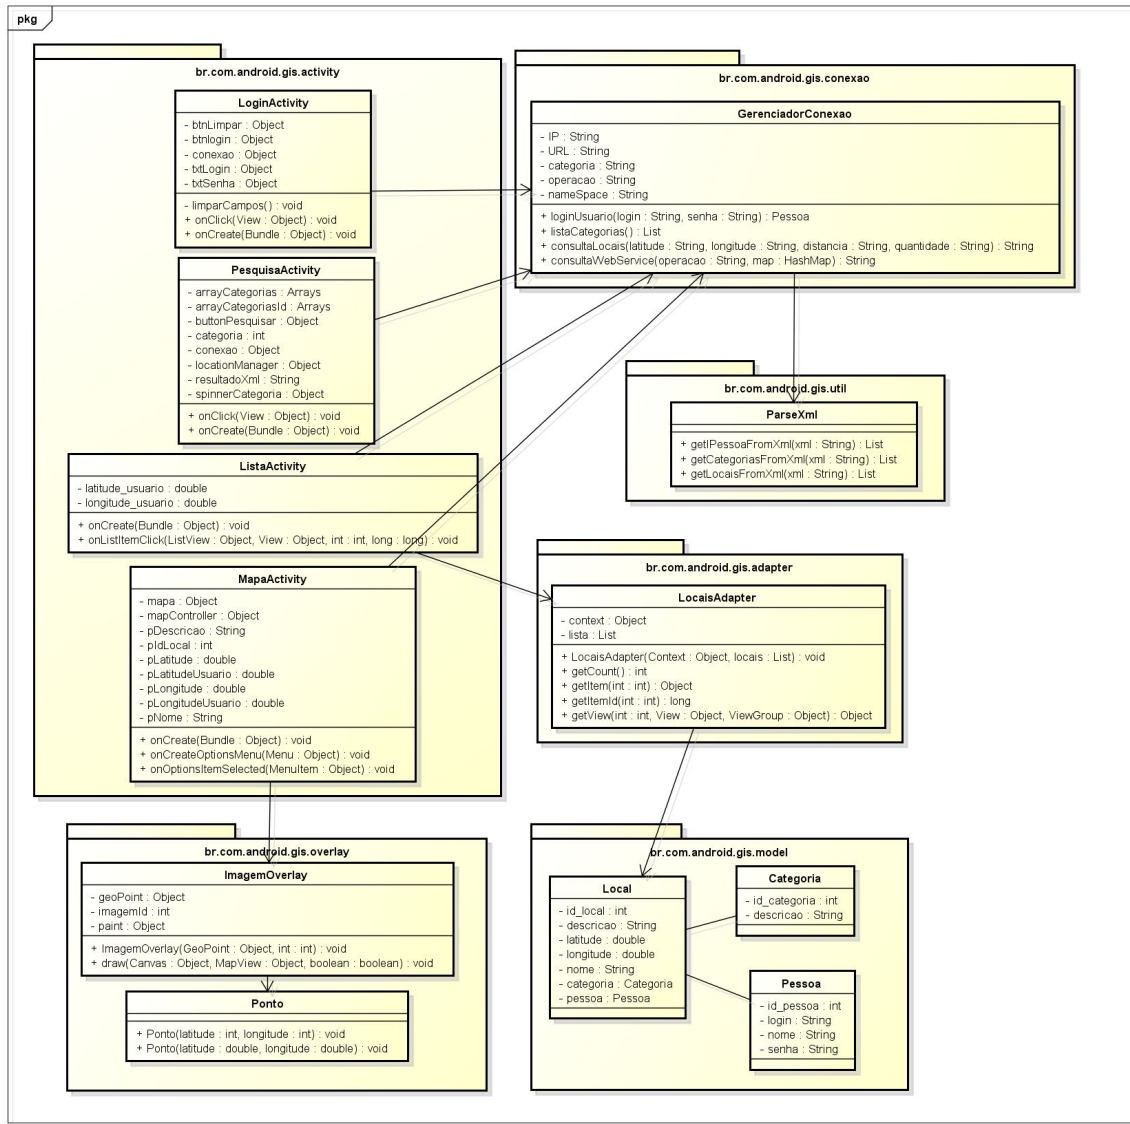 pkg
br.com.android.gis.activity
LoginActivity
- btnLimpar : Object
- btnlogin : Object
- conexao : Object
- txtLogin : Object
- txtSenha : Object
- limparCampos() : void
+ onClick(View : Object) : void
+ onCreate(Bundle : Object) : void
PesquisaActivity
- arrayCategorias : Arrays
- arrayCategoriasId : Arrays
- buttonPesquisar : Object
- categoria : int
- conexao : Object
- locationManager : Object
- resultadoXml : String
- spinnerCategoria : Object
+ onClick(View : Object) : void
+ onCreate(Bundle : Object) : void
ListaActivity
- latitude_usuario : double
- longitude_usuario : double
+ onCreate(Bundle : Object) : void
+ onListItemClick(ListView : Object, View : Object, int : int, long : long) : void
MapaActivity
- mapa : Object
- mapController : Object
- pDescricao : String
- pIdLocal : int
- pLatitude : double
- pLatitudeUsuario : double
- pLongitude : double
- pLongitudeUsuario : double
- pNome : String
+ onCreate(Bundle : Object) : void
+ onCreateOptionsMenu(Menu : Object) : void
+ onOptionsItemSelected(MenuItem : Object) : void
br.com.android.gis.conexao
GerenciadorConexao
- IP : String
- URL : String
- categoria : String
- operacao : String
- nameSpace : String
+ loginUsuario(login : String, senha : String) : Pessoa
+ listaCategorias() : List
+ consultaLocais(latitude : String, longitude : String, distancia : String, quantidade : String) : String
+ consultaWebService(operacao : String, map : HashMap) : String
br.com.android.gis.util
ParseXml
+ getlPessoaFromXml(xml : String) : List
+ getCategoriasFromXml(xml : String) : List
+ getLocaisFromXml(xml : String) : List
br.com.android.gis.adapter
LocaisAdapter
- context : Object
- lista : List
+ LocaisAdapter(Context : Object, locais : List) : void
+ getCount() : int
+ getItem(int : int) : Object
+ getItemId(int : int) : long
+ getView(int : int, View : Object, ViewGroup : Object) : Object
br.com.android.gis.overlay
ImagemOverlay
- geoPoint : Object
- imagemId : int
- paint : Object
+ ImagemOverlay(GeoPoint : Object, int : int) : void
+ draw(Canvas : Object, MapView : Object, boolean : boolean) : void
Ponto
+ Ponto(latitude : int, longitude : int) : void
+ Ponto(latitude : double, longitude : double) : void
br.com.android.gis.model
Local
- id_local : int
- descricao : String
- latitude : double
- longitude : double
- nome : String
- categoria : Categoria
- pessoa : Pessoa
Categoria
- id_categoria : int
- descricao : String
Pessoa
- id_pessoa : int
- login : String
- nome : String
- senha : String